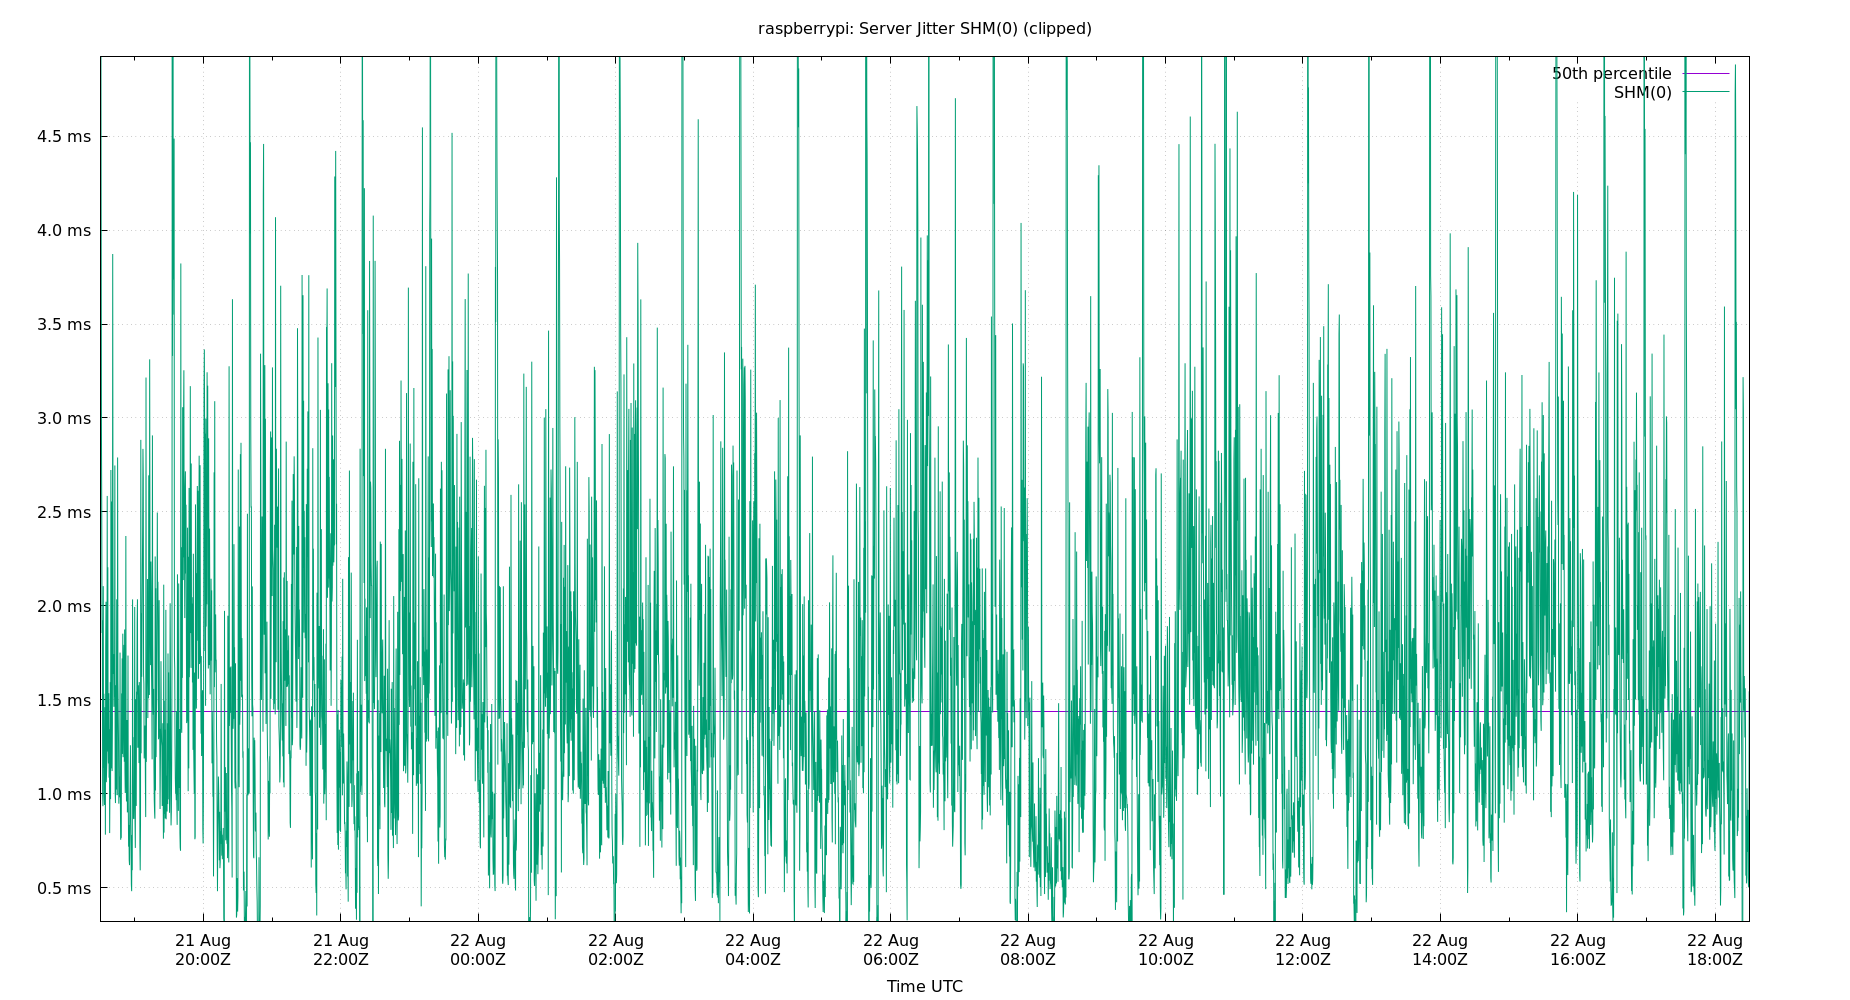 raspberrypi: Server Jitter SHM(0) (clipped)
50th percentile
SHM(0)
4.5 ms
4.0 ms
3.5 ms
3.0 ms
2.5 ms
2.0 ms
1.5 ms
1.0 ms
0.5 ms
21 Aug 21 Aug 22 Aug 22 Aug 22 Aug 22 Aug 22 Aug 22 Aug 22 Aug 22 Aug 22 Aug 22 Aug
20:00Z 22:00Z 00:00Z 02:00Z 04:00Z 06:00Z 08:00Z 10:00Z 12:00Z 14:00Z 16:00Z 18:00Z
Time UTC